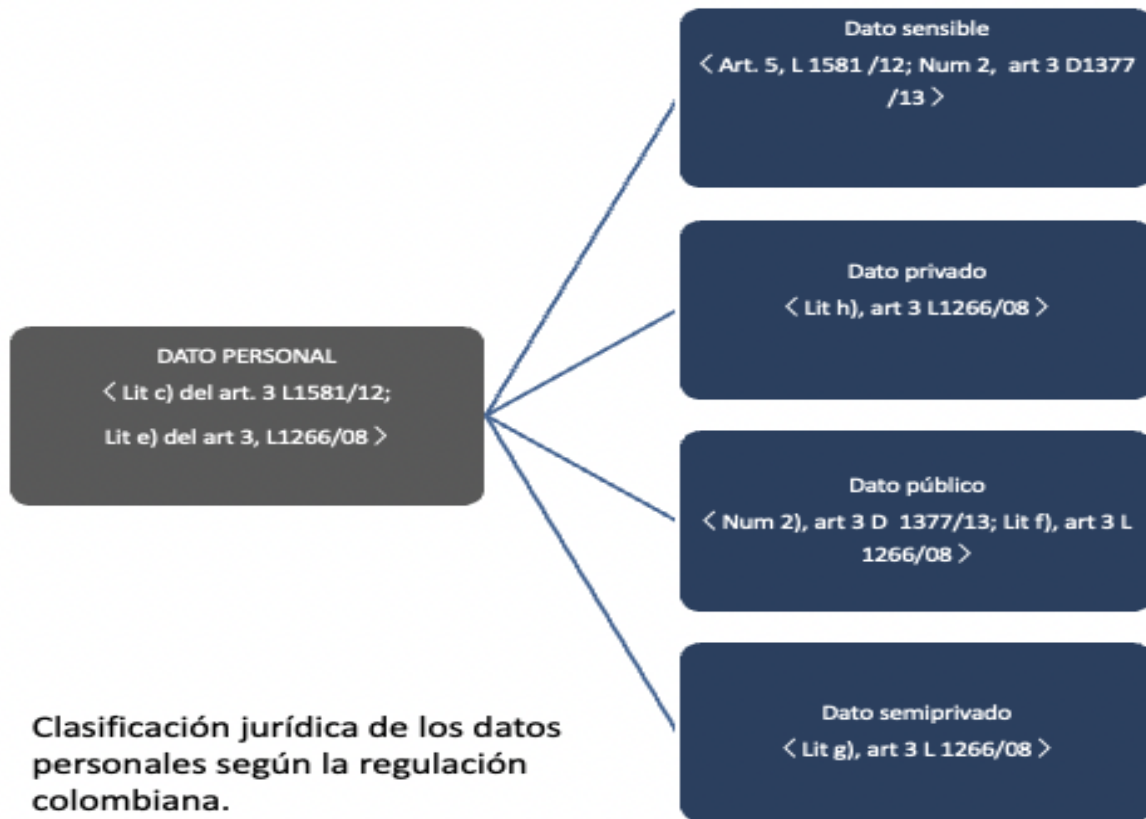 Dato sensible
< Art. 5, L 1581 /12; Num 2, art 3 D1377
/13 >
Dato privado
< Lit h), art 3 L1266/08 >
DATO PERSONAL
< Lit c) del art. 3 L1581/12;
Lit e) del art 3, L1266/08 >
Dato público
< Num 2), art 3 D 1377/13; Lit f), art 3 L
1266/08 >
Dato semiprivado
< Lit g), art 3 L 1266/08 >
Clasificación jurídica de los datos
personales según la regulación
colombiana.